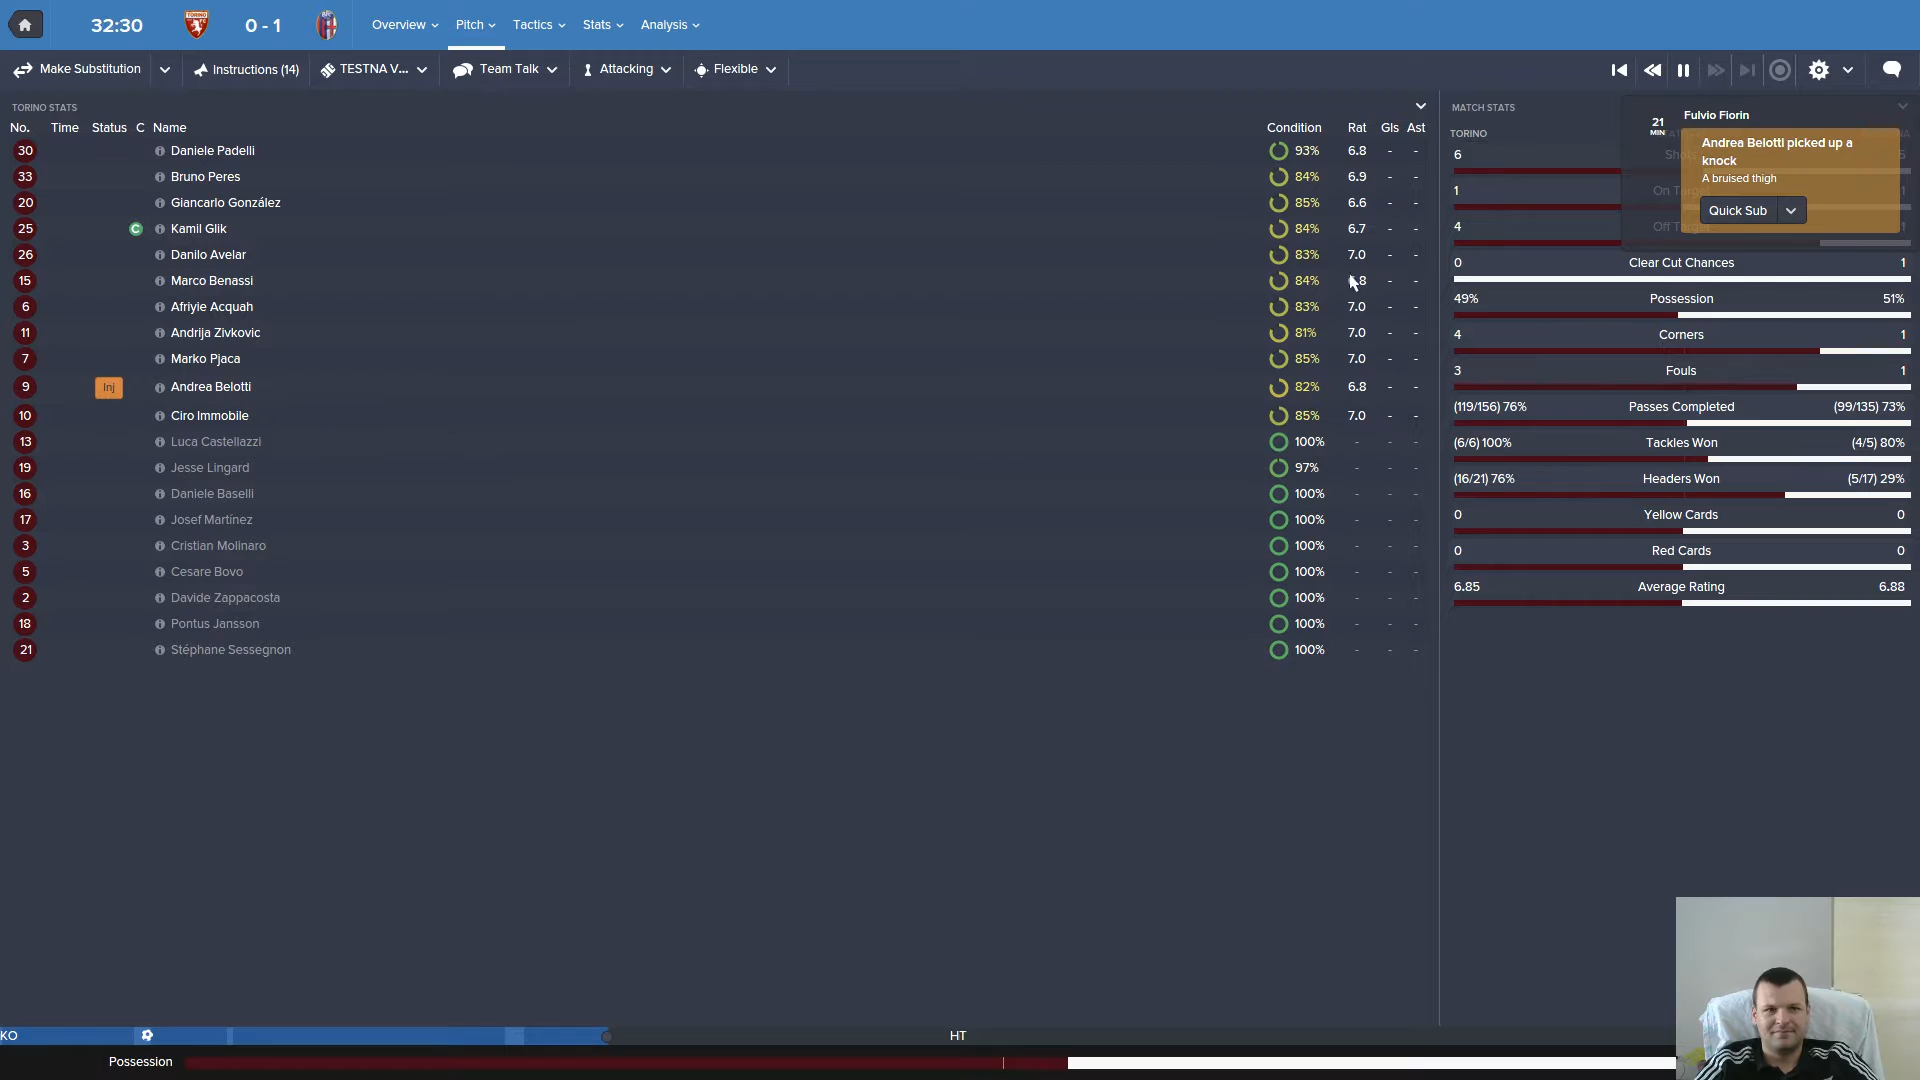 32:30 0 - 1 Overview Pitch Tactics Stats Analysis
Make Substitution Instructions (14) TESTNA V... Team Talk Attacking Flexible
TORINO STATS
No. Time Status C Name Condition Rat Gls Ast
30 Daniele Padelli 93% 6.8 - -
33 Bruno Peres 84% 6.9 - -
20 Giancarlo González 85% 6.6 - -
25 C Kamil Glik 84% 6.7 - -
26 Danilo Avelar 83% 7.0 - -
15 Marco Benassi 84% .8 - -
6 Afriyie Acquah 83% 7.0 - -
11 Andrija Zivkovic 81% 7.0 - -
7 Marko Pjaca 85% 7.0 - -
9 Inj Andrea Belotti 82% 6.8 - -
10 Ciro Immobile 85% 7.0 - -
13 Luca Castellazzi 100% - - -
19 Jesse Lingard 97% - - -
16 Daniele Baselli 100% - - -
17 Josef Martínez 100% - - -
3 Cristian Molinaro 100% - - -
5 Cesare Bovo 100% - - -
2 Davide Zappacosta 100% - - -
18 Pontus Jansson 100% - - -
21 Stéphane Sessegnon 100% - - -
MATCH STATS
TORINO
6
1
4
21 MIN
Fulvio Fiorin
Andrea Belotti picked up a
knock
A bruised thigh
Quick Sub
0 Clear Cut Chances 1
49% Possession 51%
4 Corners 1
3 Fouls 1
(119/156) 76% Passes Completed (99/135) 73%
(6/6) 100% Tackles Won (4/5) 80%
(16/21) 76% Headers Won (5/17) 29%
0 Yellow Cards 0
0 Red Cards 0
6.85 Average Rating 6.88
KO HT
Possession